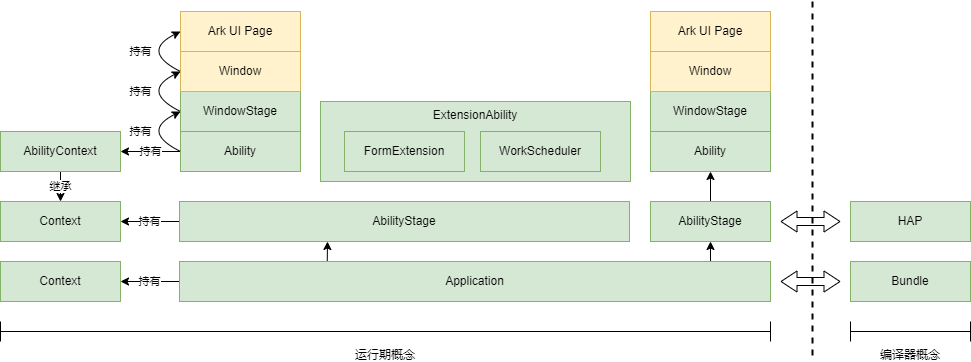 Ark UI Page
Ark UI Page
持有
Window
Window
持有
WindowStage
WindowStage
ExtensionAbility
持有
AbilityContext
持有
Ability
FormExtension
WorkScheduler
Ability
继承
Context
持有
AbilityStage
AbilityStage
HAP
Context
持有
Application
Bundle
运行期概念
编译器概念